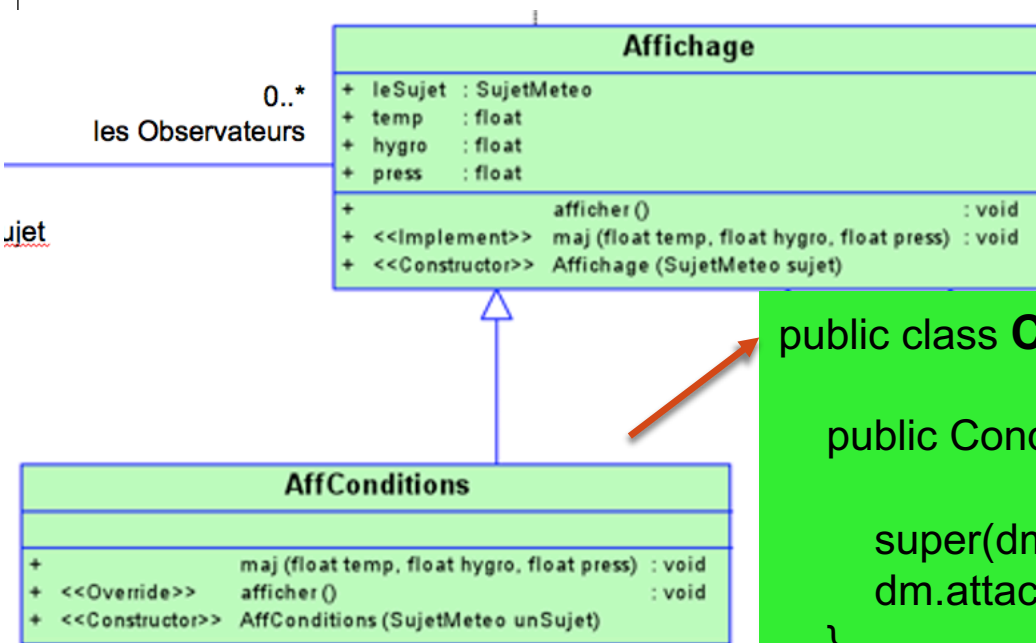 Affichage
0..*
les Observateurs
+ leSujet : SujetMeteo
+ temp : float
+ hygro : float
+ press : float
+ afficher () : void
+ <<Implement>> maj (float temp, float hygro, float press) : void
+ <<Constructor>> Affichage (SujetMeteo sujet)
ujet
AffConditions
+ maj (float temp, float hygro, float press) : void
+ <<Override>> afficher () : void
+ <<Constructor>> AffConditions (SujetMeteo unSujet)
public class
public Cond
super(dm
dm.attac
}